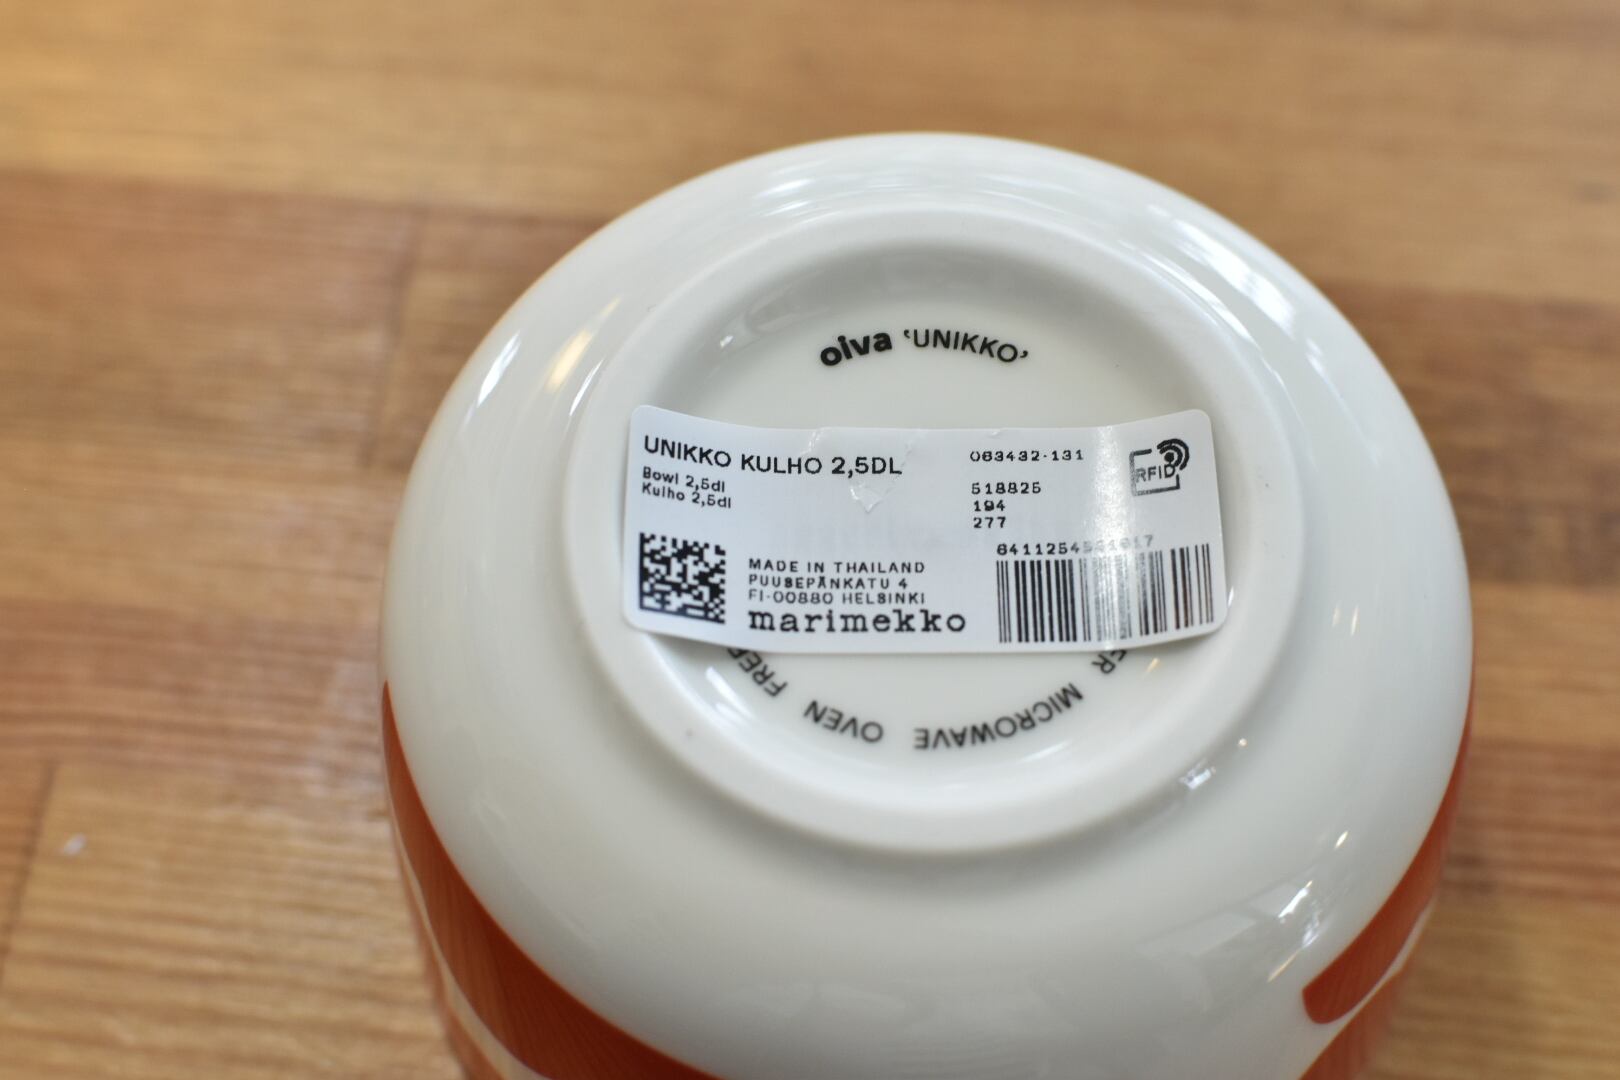 oiva ‘UNIKKO’
UNIKKO KULHO 2,5DL
Bowl 2,5dl
Kulho 2,5dl
063432-131
518825
194
277
RFID
MADE IN THAILAND
PUUSEPÄNKATU 4
FI-00880 HELSINKI
marimekko
MICROWAVE OVEN